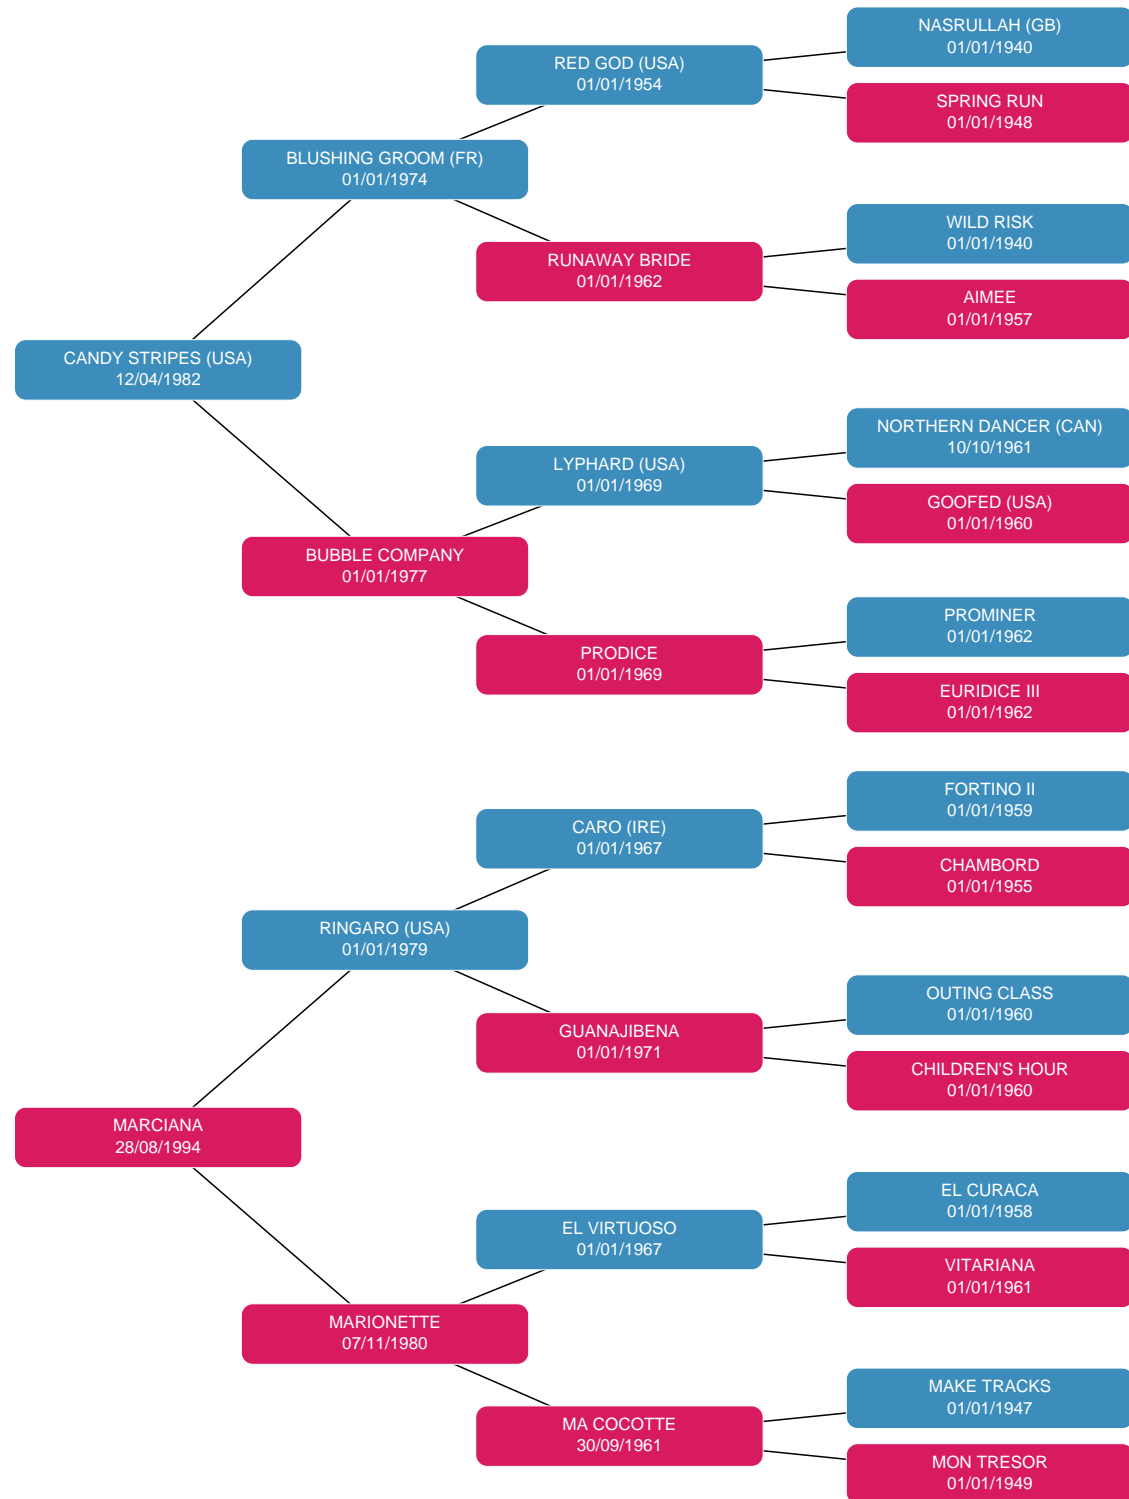 NASRULLAH (GB)
01/01/1940
RED GOD (USA)
01/01/1954
SPRING RUN
01/01/1948
BLUSHING GROOM (FR)
01/01/1974
WILD RISK
01/01/1940
RUNAWAY BRIDE
01/01/1962
AIMEE
01/01/1957
CANDY STRIPES (USA)
12/04/1982
NORTHERN DANCER (CAN)
10/10/1961
LYPHARD (USA)
01/01/1969
GOOFED (USA)
01/01/1960
BUBBLE COMPANY
01/01/1977
PROMINER
01/01/1962
PRODICE
01/01/1969
EURIDICE III
01/01/1962
FORTINO II
01/01/1959
CARO (IRE)
01/01/1967
CHAMBORD
01/01/1955
RINGARO (USA)
01/01/1979
OUTING CLASS
01/01/1960
GUANAJIBENA
01/01/1971
CHILDREN'S HOUR
01/01/1960
MARCIANA
28/08/1994
EL CURACA
01/01/1958
EL VIRTUOSO
01/01/1967
VITARIANA
01/01/1961
MARIONETTE
07/11/1980
MAKE TRACKS
01/01/1947
MA COCOTTE
30/09/1961
MON TRESOR
01/01/1949